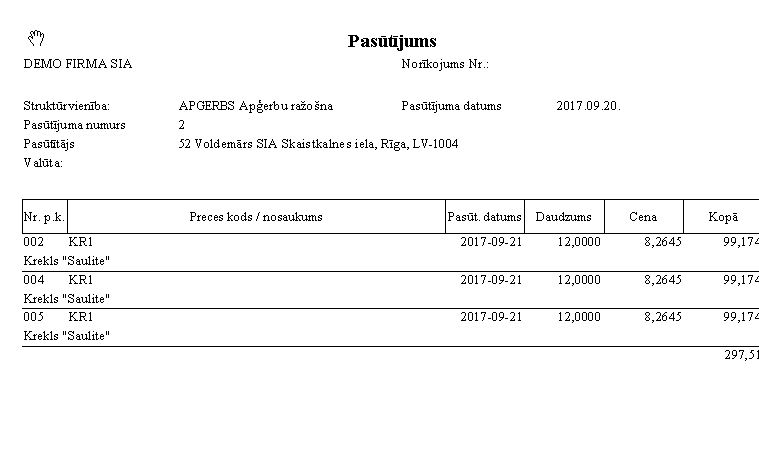 Pasūtījums
DEMO FIRMA SIA Norīkojums Nr.:
Struktūrvienība: APGERBS Apģerbu ražošna Pasūtījuma datums 2017.09.20.
Pasūtījuma numurs 2
Pasūtītājs 52 Voldemārs SIA Skaistkalnes iela, Rīga, LV-1004
Valūta:
Nr. p.k. Preces kods / nosaukums Pasūt. datums Daudzums Cena Kopā
002 KR1 2017-09-21 12,0000 8,2645 99,174
Krekls "Saulite"
004 KR1 2017-09-21 12,0000 8,2645 99,174
Krekls "Saulite"
005 KR1 2017-09-21 12,0000 8,2645 99,174
Krekls "Saulite"
297,51